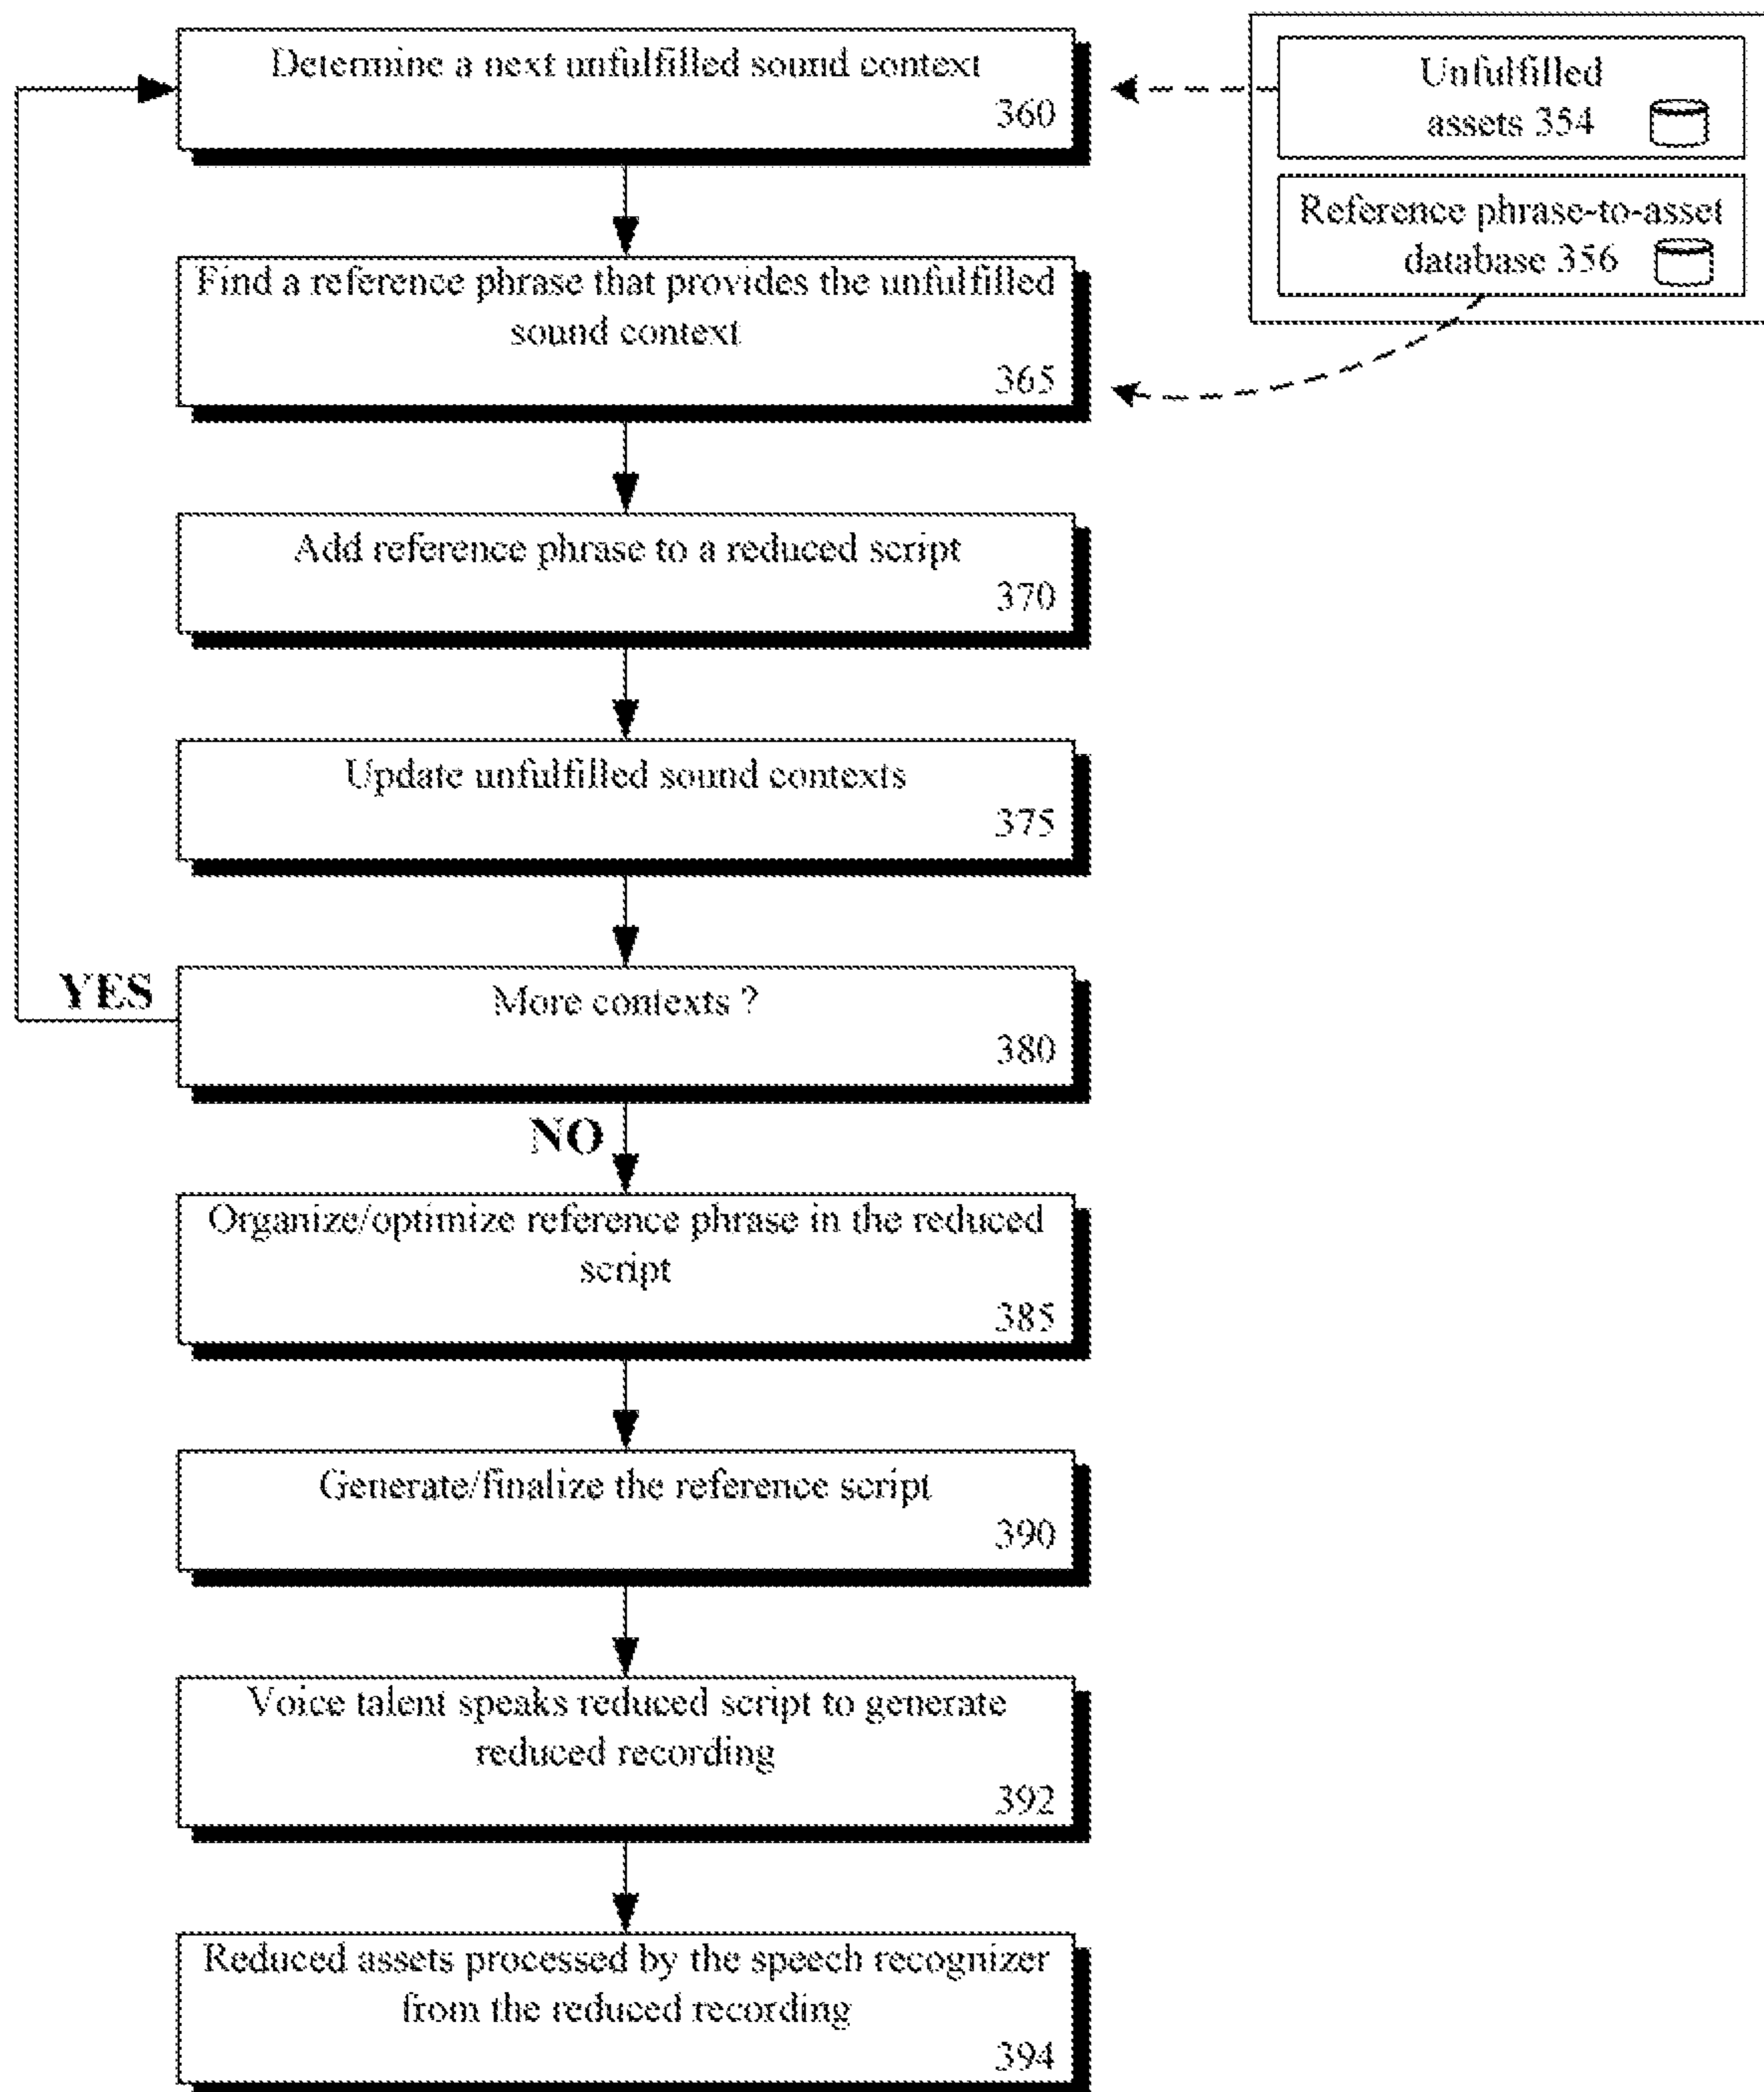 Determine a next unfulfilled sound context
360
Unfulfilled
assets 354
Reference phrase-to-asset
database 356
Find a reference phrase that provides the unfulfilled
sound context
365
Add reference phrase to a reduced script
370
Update unfulfilled sound contexts
375
YES
More contexts ?
380
NO
Organize/optimize reference phrase in the reduced
script
385
Generate/finalize the reference script
390
Voice talent speaks reduced script to generate
reduced recording
392
Reduced assets processed by the speech recognizer
from the reduced recording
394